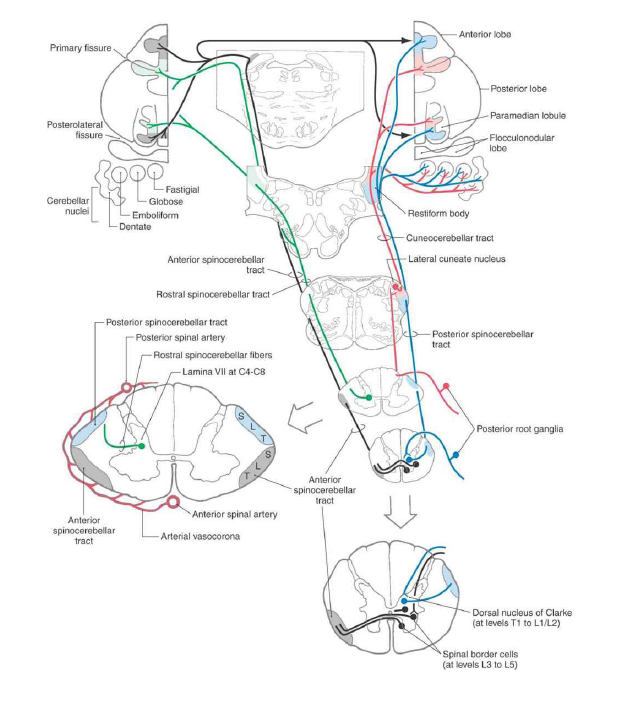 Anterior lobe
Primary fissure
Posterior lobe
Paramedian lobule
Posterolateral
fissure
Flocculonodular
lobe
Fastigial
Globose
Emboliform
Dentate
Cerebellar
nuclei
Restiform body
Cuneocerebellar tract
Lateral cuneate nucleus
Anterior spinocerebellar
tract
Rostral spinocerebellar tract
Posterior spinocerebellar tract
Posterior spinal artery
Rostral spinocerebellar fibers
Lamina VII at C4-C8
Posterior spinocerebellar
tract
S
L
T
S
L
T
Posterior root ganglia
Anterior
spinocerebellar
tract
Anterior spinal artery
Anterior
spinocerebellar
tract
Arterial vasocorona
Dorsal nucleus of Clarke
(at levels T1 to L1/L2)
Spinal border cells
(at levels L3 to L5)